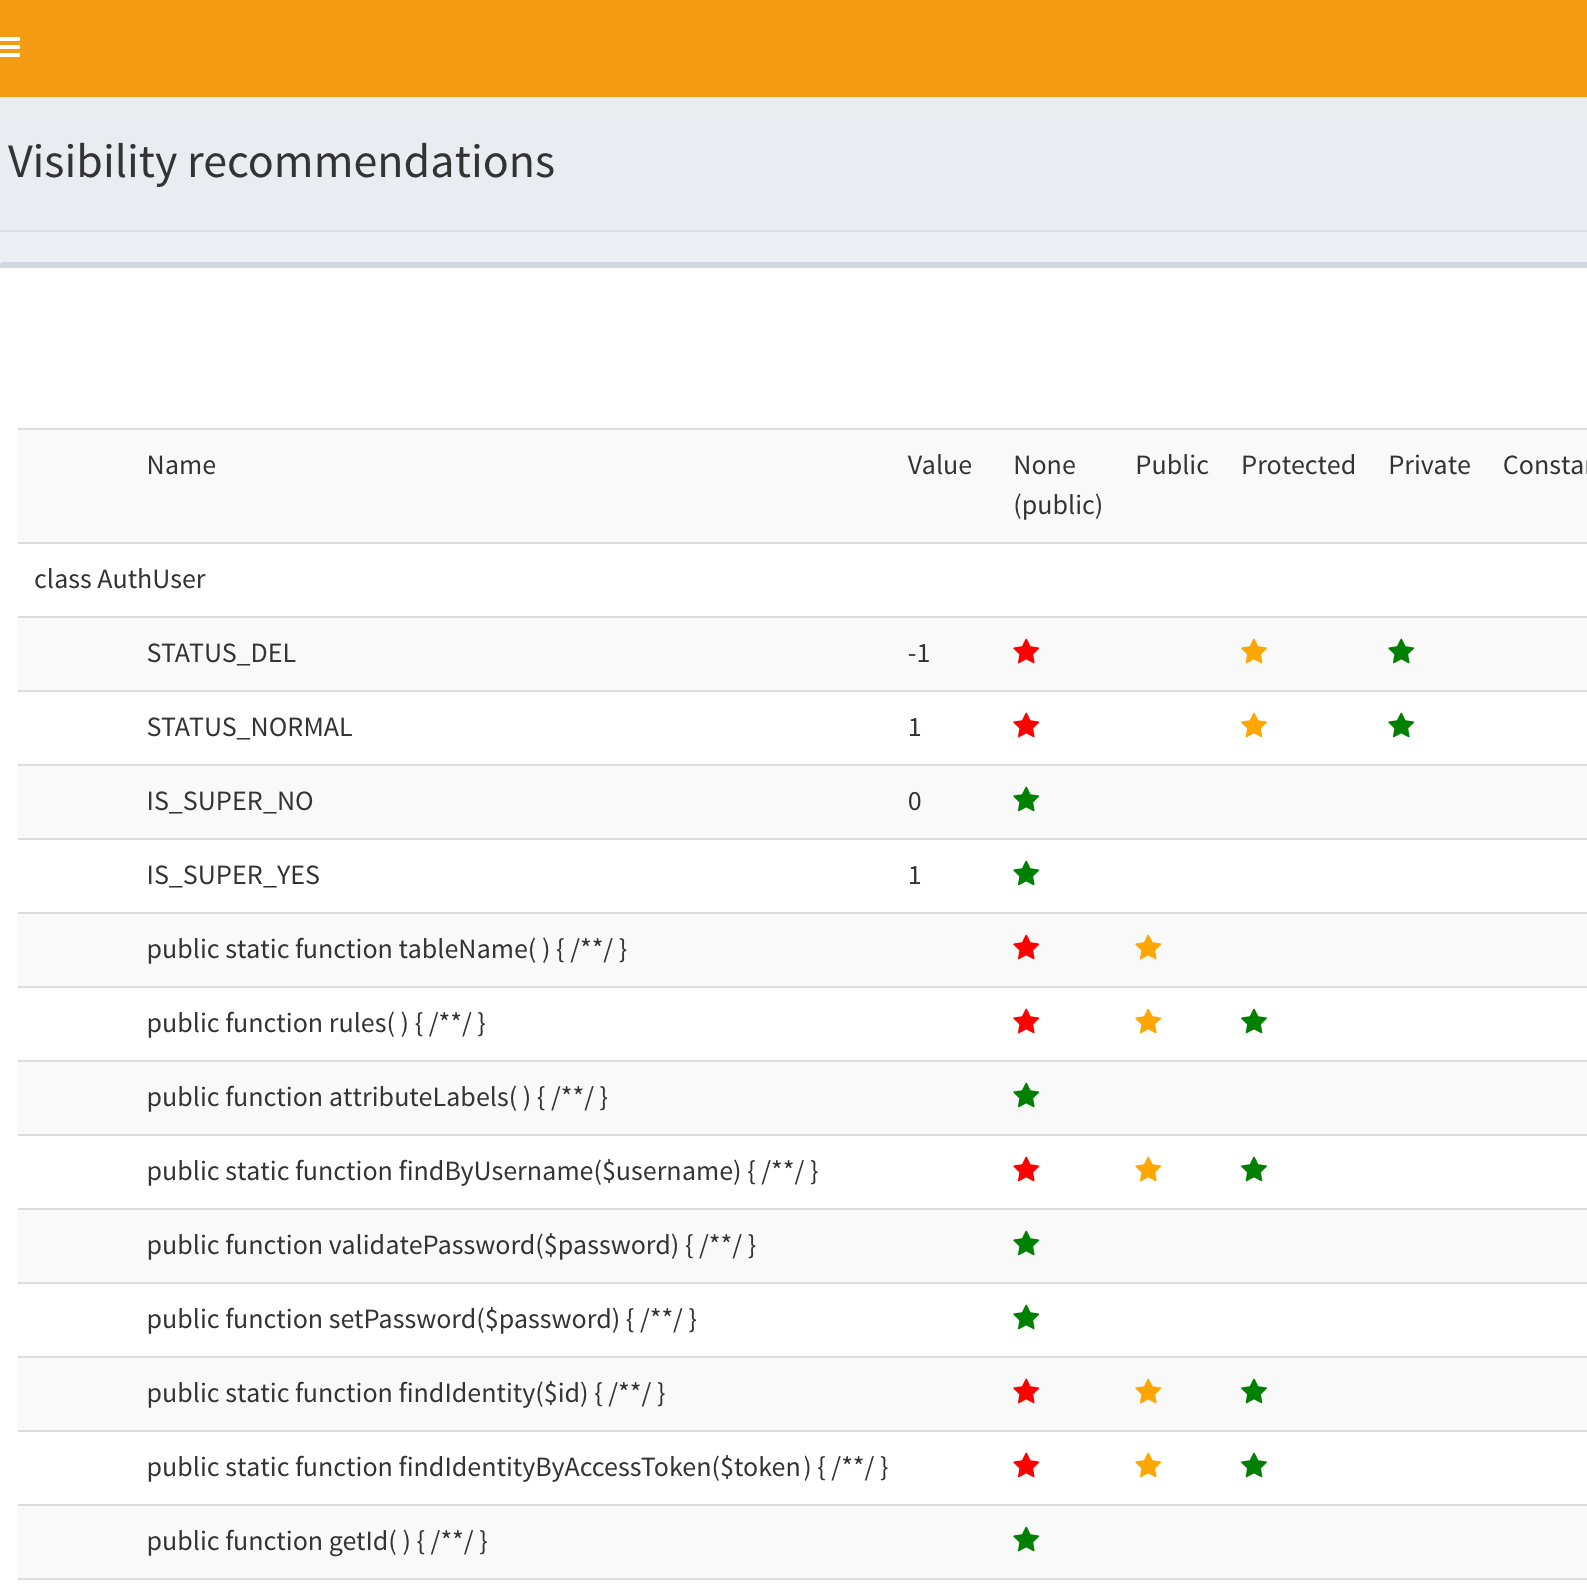 Visibility recommendations
Name Value None Public Protected Private Constan
(public)
class AuthUser
STATUS_DEL -1
STATUS_NORMAL 1
IS_SUPER_NO 0
IS_SUPER_YES 1
public static function tableName( ) { /**/ }
public function rules( ) { /**/ }
public function attributeLabels( ) { /**/ }
public static function findByUsername($username) { /**/ }
public function validatePassword($password) { /**/ }
public function setPassword($password) { /**/ }
public static function findIdentity($id) { /**/ }
public static function findIdentityByAccessToken($token) { /**/ }
public function getId( ) { /**/ }